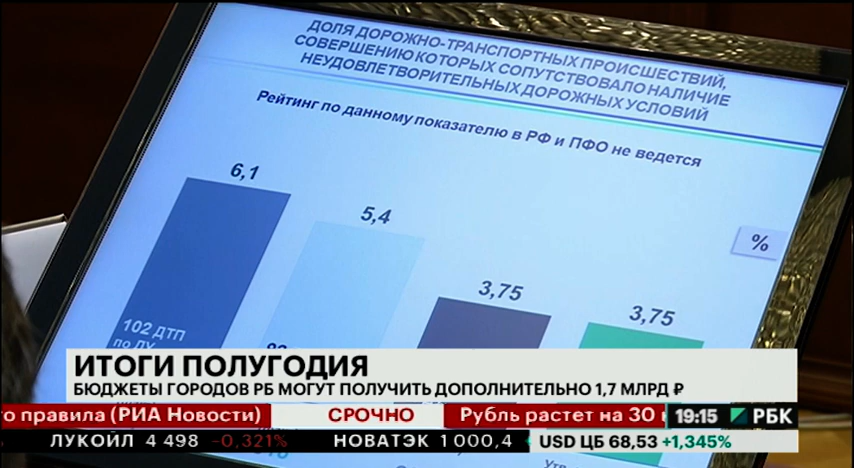 ДОЛЯ ДОРОЖНО-ТРАНСПОРТНЫХ ПРОИСШЕСТВИЙ,
СОВЕРШЕНИЮ КОТОРЫХ СОПУТСТВОВАЛО НАЛИЧИЕ
НЕУДОВЛЕТВОРИТЕЛЬНЫХ ДОРОЖНЫХ УСЛОВИЙ
Рейтинг по данному показателю в РФ и ПФО не ведется
6,1
5,4
%
3,75
3,75
102 ДТП
по ДУ
ИТОГИ ПОЛУГОДИЯ
БЮДЖЕТЫ ГОРОДОВ РБ МОГУТ ПОЛУЧИТЬ ДОПОЛНИТЕЛЬНО 1,7 МЛРД ₽
го правила (РИА Новости) СРОЧНО Рубль растет на 30 к 19:15 РБК
ЛУКОЙЛ 4 498 -0,321% НОВАТЭК 1 000,4 USD ЦБ 68,53 +1,345%